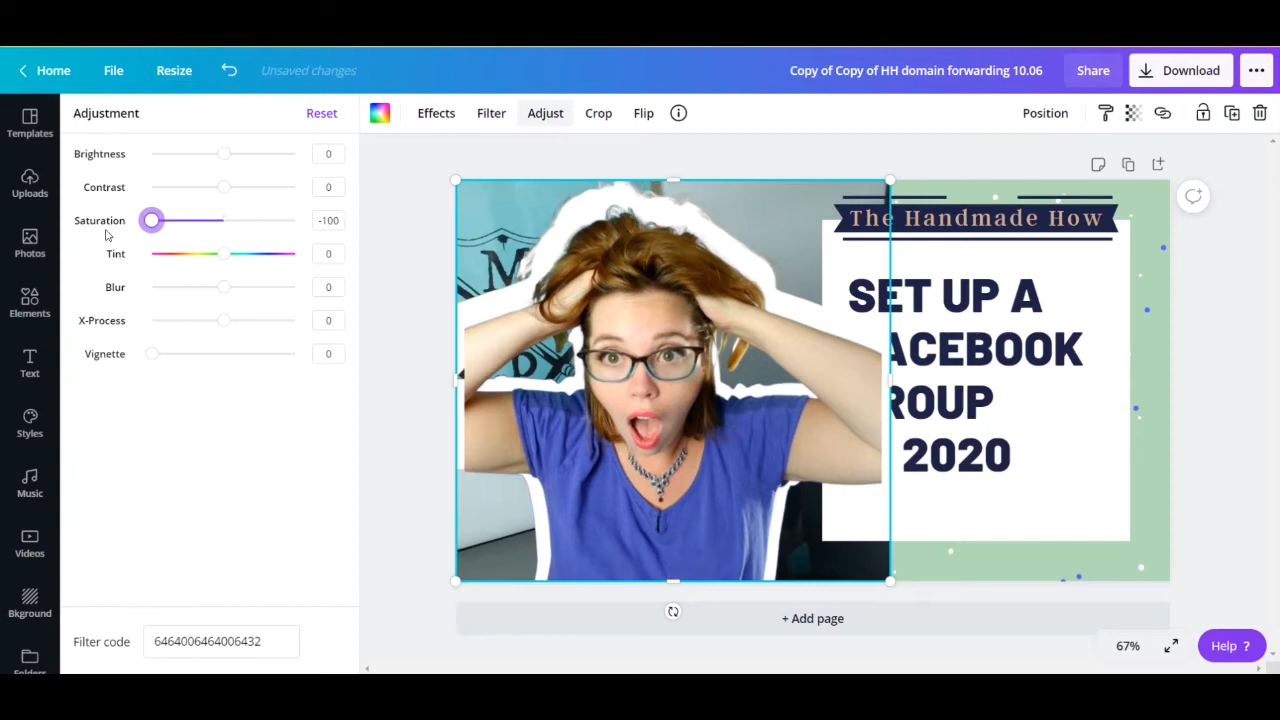 Home
File
Resize
Unsaved changes
Copy of Copy of HH domain forwarding 10.06
Share
Download
Templates
Uploads
Photos
Elements
Text
Styles
Music
Videos
Bkground
Folders
Adjustment
Reset
Brightness 0
Contrast 0
Saturation -100
Tint 0
Blur 0
X-Process 0
Vignette 0
Filter code 6464006464006432
Effects
Filter
Adjust
Crop
Flip
Position
The Handmade How
SET UP A
ACEBOOK
ROUP
2020
+ Add page
67%
Help ?